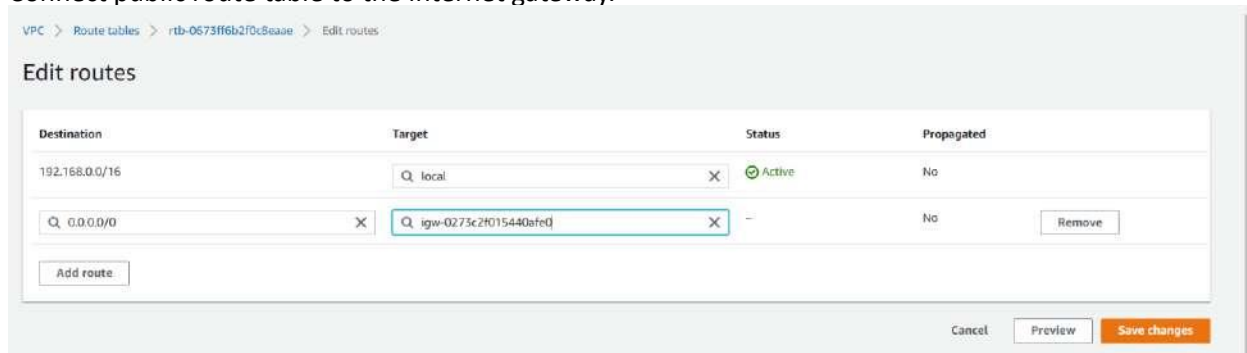 Connect public route table to the internet gateway.
VPC > Route tables > rtb-0673ff6b2f0c8eaae > Edit routes
Edit routes
Destination Target Status Propagated
192.168.0.0/16 local Active No
0.0.0.0/0 igw-0273c2f015440afe0 – No Remove
Add route
Cancel Preview Save changes